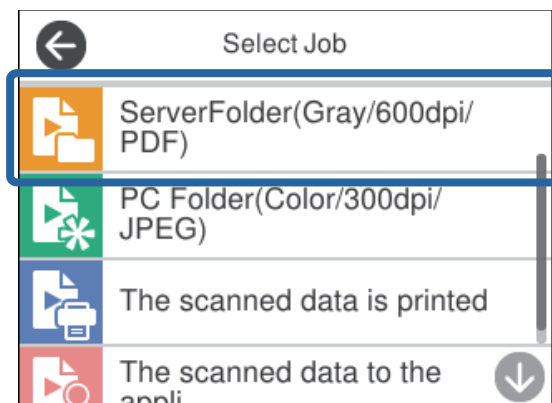 Select Job
ServerFolder(Gray/600dpi/
PDF)
PC Folder(Color/300dpi/
JPEG)
The scanned data is printed
The scanned data to the
appli...